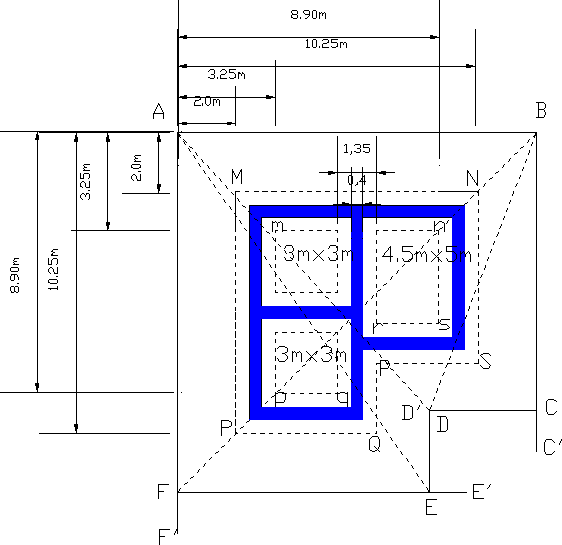 8.90m
10.25m
3.25m
2.0m
A
B
1,35
0,4
2.0m
3.25m
8.90m
10.25m
M
N
m
n
3m×3m
4.5m×5m
r
s
3m×3m
p
S
p
q
D'
C
D
P
Q
C'
F
E'
E
F'